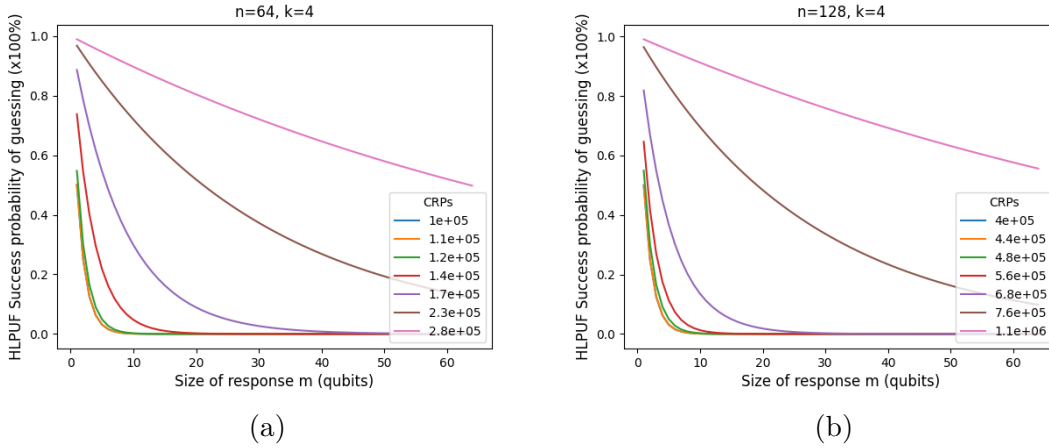 n=64, k=4
HLPUF Success probability of guessing (x100%)
1.0
0.8
0.6
0.4
0.2
0.0
CRPs
1e+05
1.1e+05
1.2e+05
1.4e+05
1.7e+05
2.3e+05
2.8e+05
0
10
20
30
40
50
60
Size of response m (qubits)
(a)
n=128, k=4
HLPUF Success probability of guessing (x100%)
1.0
0.8
0.6
0.4
0.2
0.0
CRPs
4e+05
4.4e+05
4.8e+05
5.6e+05
6.8e+05
7.6e+05
1.1e+06
0
10
20
30
40
50
60
Size of response m (qubits)
(b)